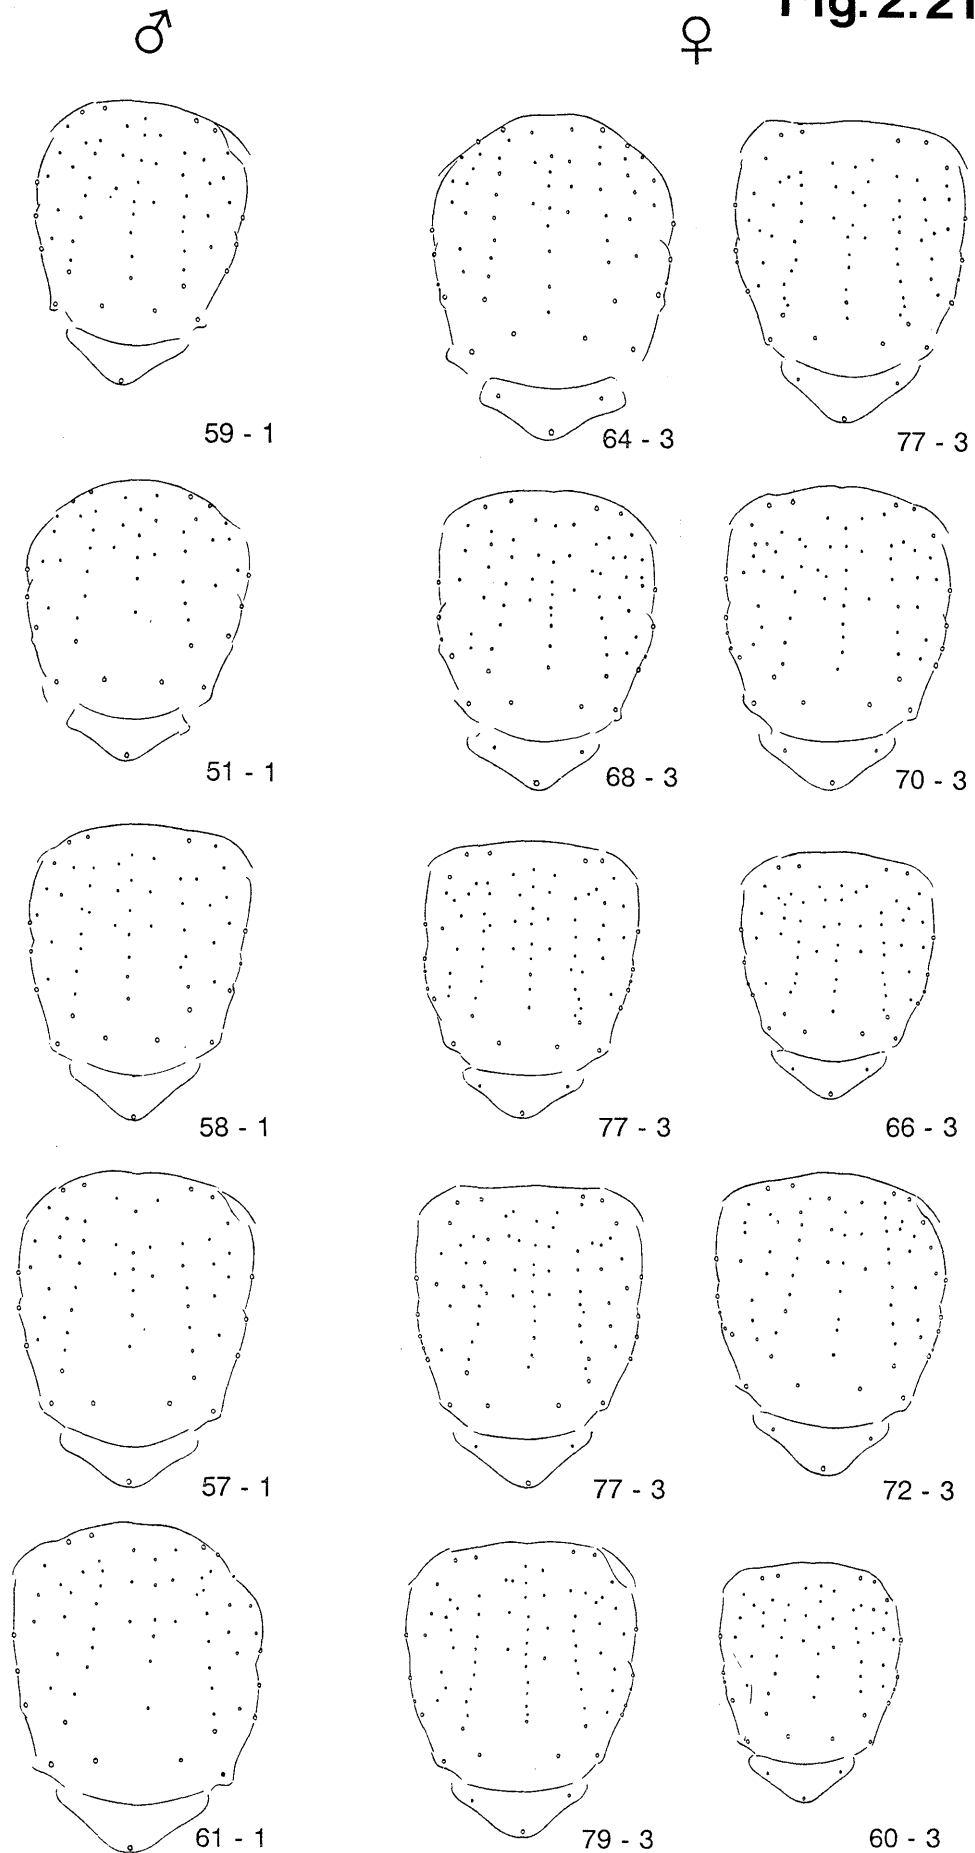 Fig. 2.21
♂ ♀
59 - 1 64 - 3 77 - 3
51 - 1 68 - 3 70 - 3
58 - 1 77 - 3 66 - 3
57 - 1 77 - 3 72 - 3
61 - 1 79 - 3 60 - 3